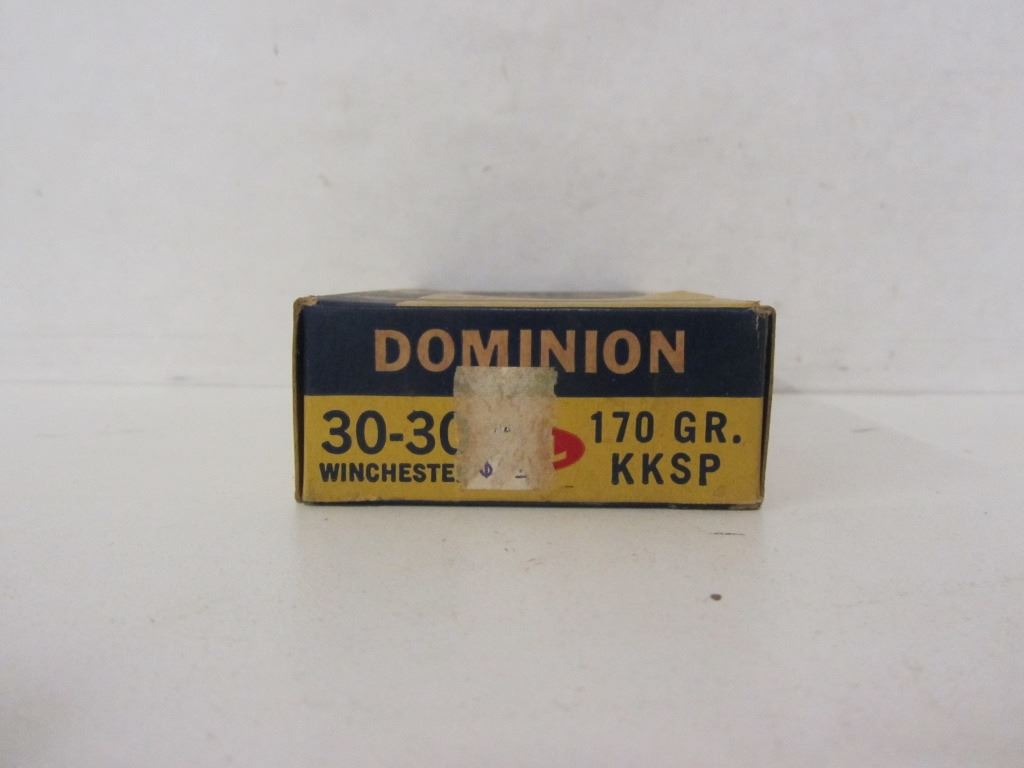 DOMINION
30-30 170 GR.
WINCHESTE KKSP